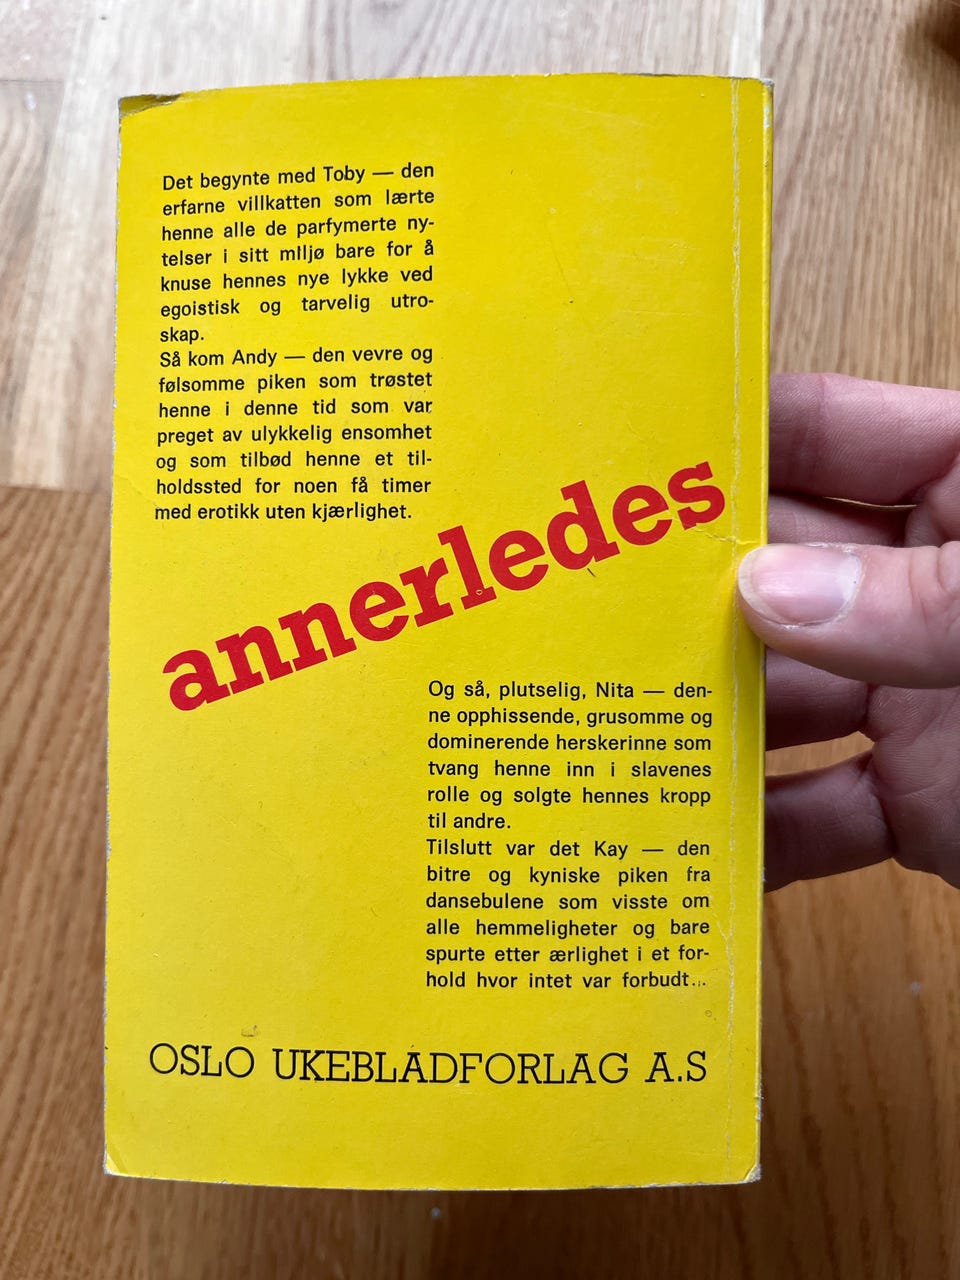 Det begynte med Toby — den
erfarne villkatten som lærte
henne alle de parfymerte ny-
telser i sitt mlljø bare for å
knuse hennes nye lykke ved
egoistisk og tarvelig utro-
skap.
Så kom Andy — den vevre og
følsomme piken som trøstet
henne i denne tid som var
preget av ulykkelig ensomhet
og som tilbød henne et til-
holdssted for noen få timer
med erotikk uten kjærlighet.
annerledes
Og så, plutselig, Nita — den-
ne opphissende, grusomme og
dominerende herskerinne som
tvang henne inn i slavenes
rolle og solgte hennes kropp
til andre.
Tilslutt var det Kay — den
bitre og kyniske piken fra
dansebulene som visste om
alle hemmeligheter og bare
spurte etter ærlighet i et for-
hold hvor intet var forbudt...
OSLO UKEBLADFORLAG A.S